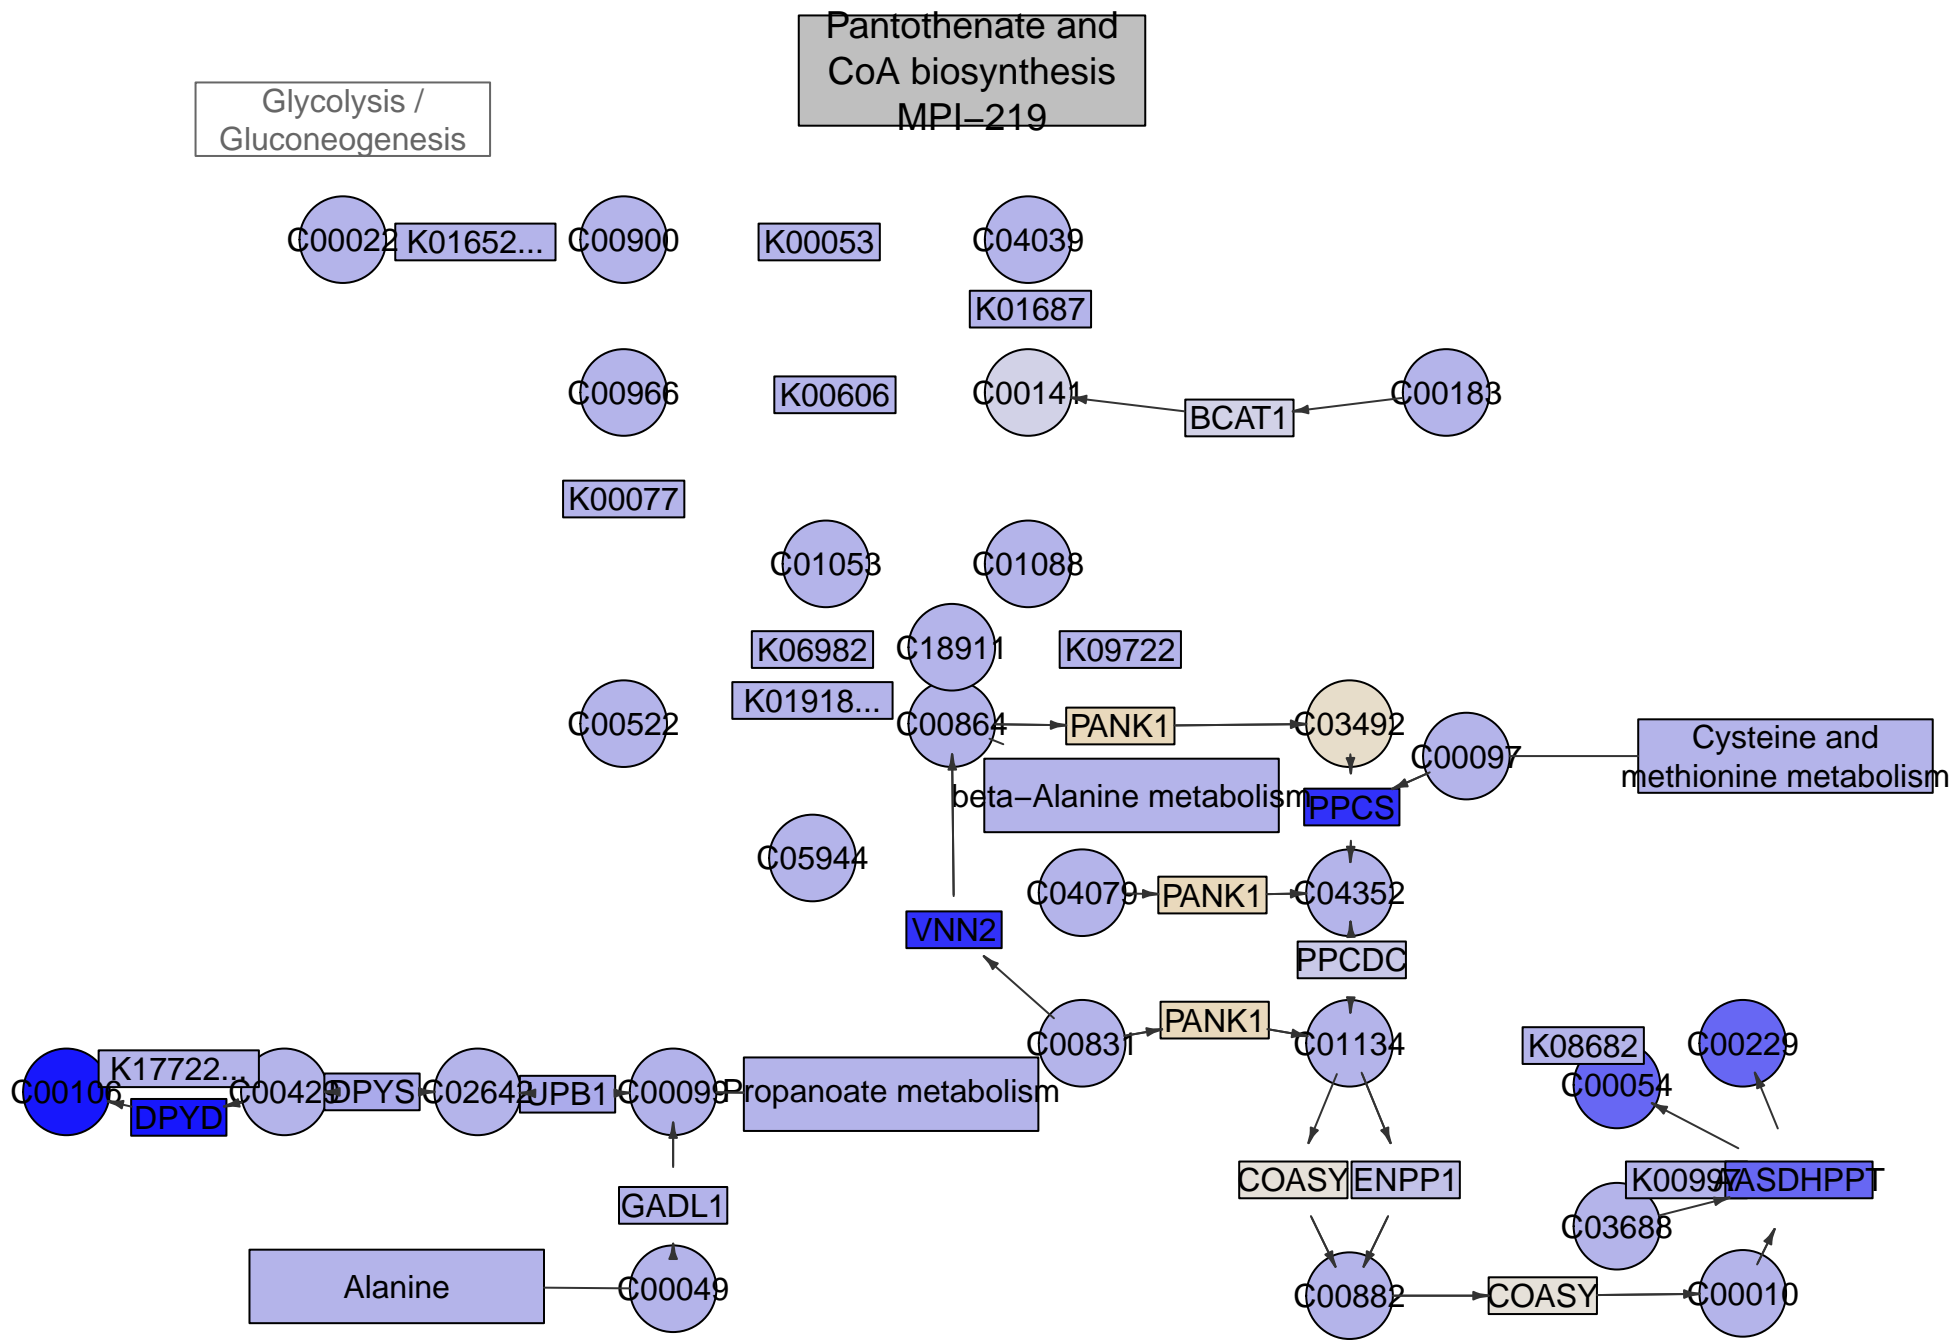 Pantothenate and
CoA biosynthesis
MPI−219
Glycolysis /
Gluconeogenesis
C00022
K01652...
C00900
K00053
C04039
K01687
C00966
K00606
C00141
BCAT1
C00183
K00077
C01053
C01088
K06982
C18911
K09722
K01918...
C00522
C00864
PANK1
C03492
C00097
Cysteine and
methionine metabolism
beta−Alanine metabolism
PPCS
C05944
C04079
PANK1
C04352
VNN2
PPCDC
C00831
PANK1
C01134
K08682
C00229
C00054
C00106
K17722...
DPYD
C00429
DPYS
C02642
UPB1
C00099
Propanoate metabolism
COASY
ENPP1
K00997
AASDHPPT
GADL1
C03688
Alanine
C00049
C00882
COASY
C00010